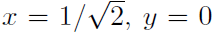 x = 1/√2, y = 0